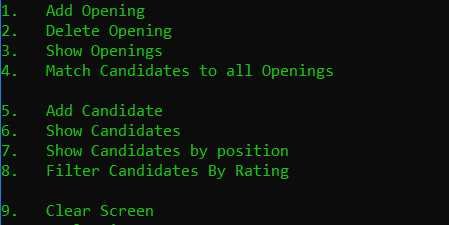 1. Add Opening
2. Delete Opening
3. Show Openings
4. Match Candidates to all Openings
5. Add Candidate
6. Show Candidates
7. Show Candidates by position
8. Filter Candidates By Rating
9. Clear Screen